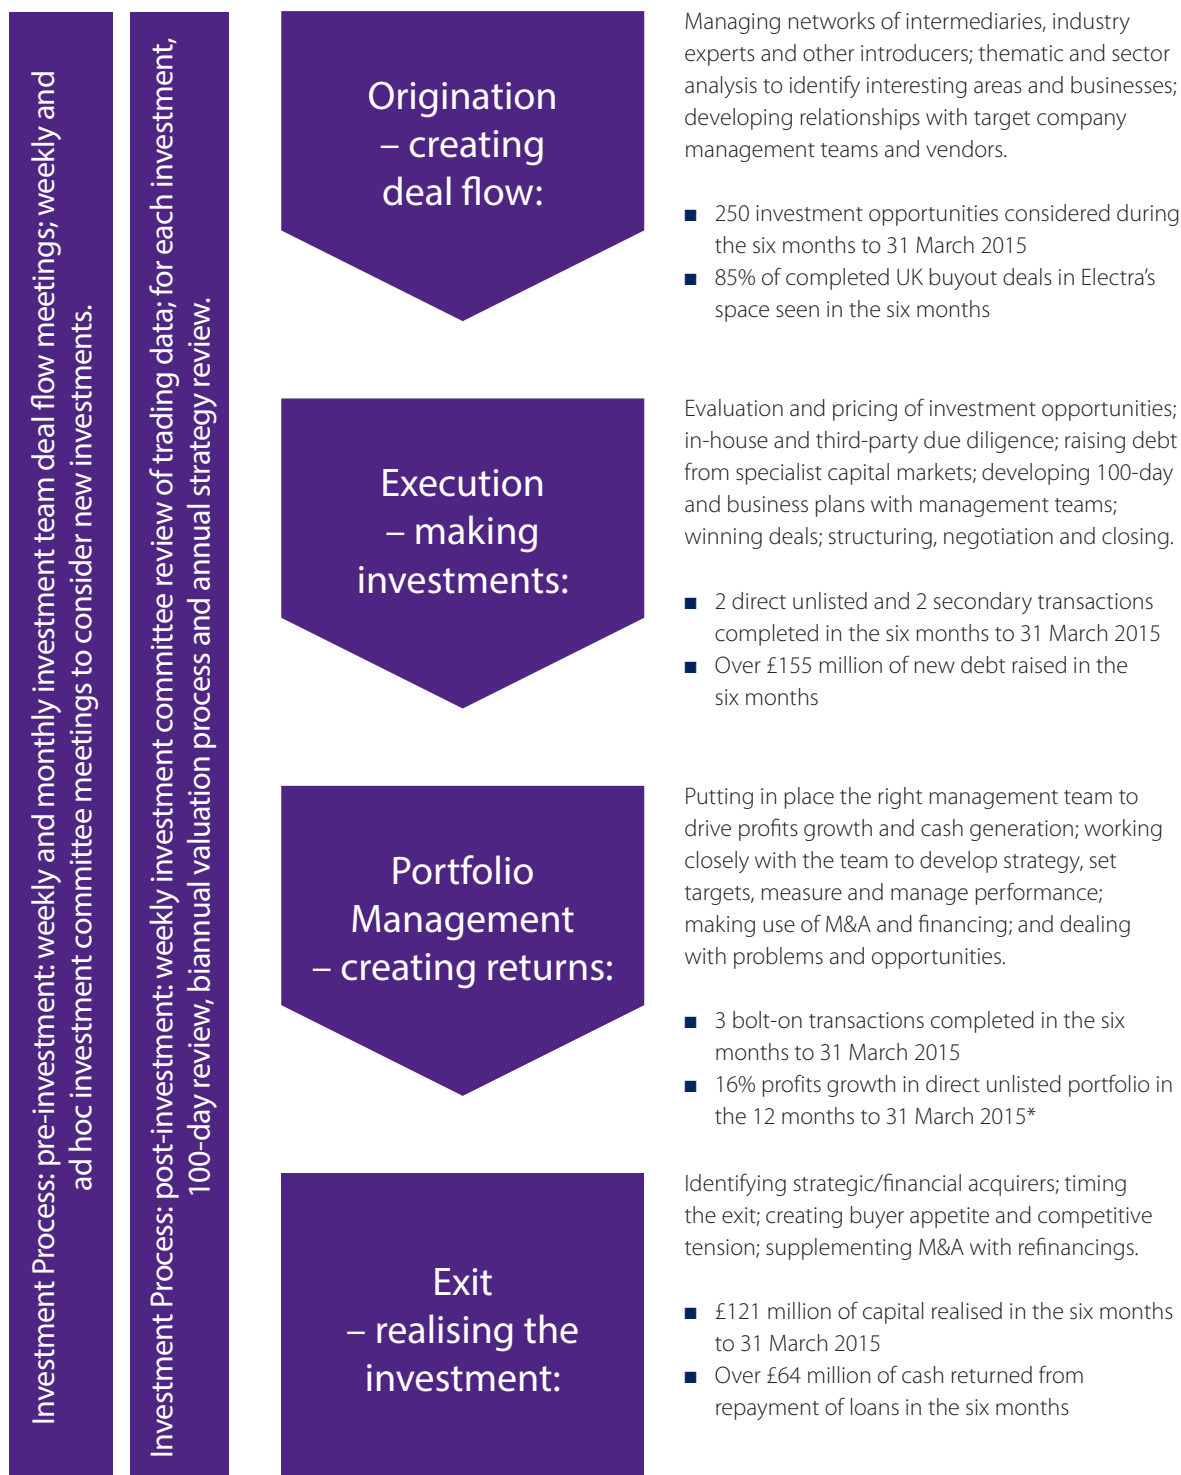 Investment Process: pre-investment: weekly and monthly investment team deal flow meetings; weekly and
ad hoc investment committee meetings to consider new investments.
Investment Process: post-investment: weekly investment committee review of trading data; for each investment,
100-day review, biannual valuation process and annual strategy review.
Origination
– creating
deal flow:
Managing networks of intermediaries, industry
experts and other introducers; thematic and sector
analysis to identify interesting areas and businesses;
developing relationships with target company
management teams and vendors.
■ 250 investment opportunities considered during
the six months to 31 March 2015
■ 85% of completed UK buyout deals in Electra’s
space seen in the six months
Execution
– making
investments:
Evaluation and pricing of investment opportunities;
in-house and third-party due diligence; raising debt
from specialist capital markets; developing 100-day
and business plans with management teams;
winning deals; structuring, negotiation and closing.
■ 2 direct unlisted and 2 secondary transactions
completed in the six months to 31 March 2015
■ Over £155 million of new debt raised in the
six months
Portfolio
Management
– creating returns:
Putting in place the right management team to
drive profits growth and cash generation; working
closely with the team to develop strategy, set
targets, measure and manage performance;
making use of M&A and financing; and dealing
with problems and opportunities.
■ 3 bolt-on transactions completed in the six
months to 31 March 2015
■ 16% profits growth in direct unlisted portfolio in
the 12 months to 31 March 2015*
Exit
– realising the
investment:
Identifying strategic/financial acquirers; timing
the exit; creating buyer appetite and competitive
tension; supplementing M&A with refinancings.
■ £121 million of capital realised in the six months
to 31 March 2015
■ Over £64 million of cash returned from
repayment of loans in the six months